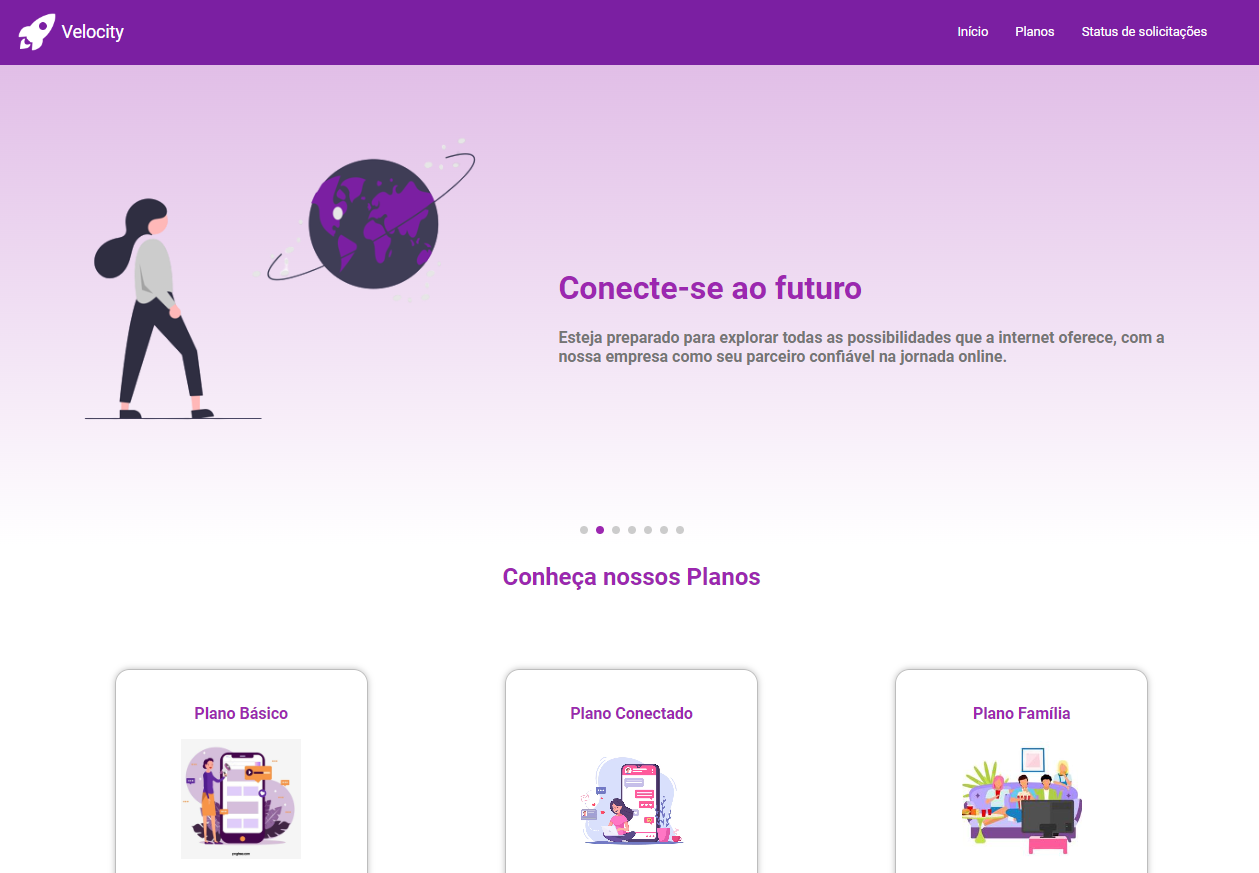 Velocity
Início
Planos
Status de solicitações
Conecte-se ao futuro
Esteja preparado para explorar todas as possibilidades que a internet oferece, com a
nossa empresa como seu parceiro confiável na jornada online.
Conheça nossos Planos
Plano Básico
Plano Conectado
Plano Família